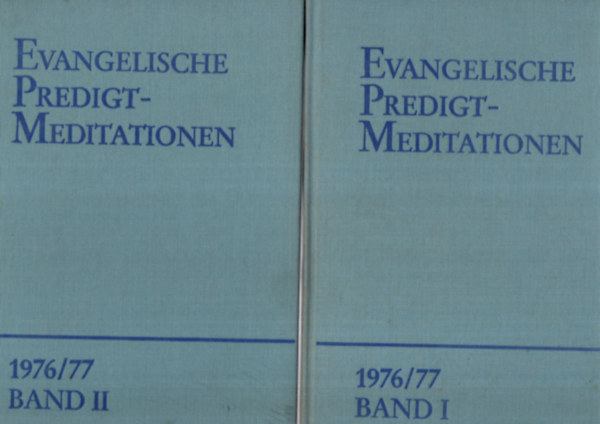 EVANGELISCHE
PREDIGT-
MEDITATIONEN
1976/77
BAND II
EVANGELISCHE
PREDIGT-
MEDITATIONEN
1976/77
BAND I